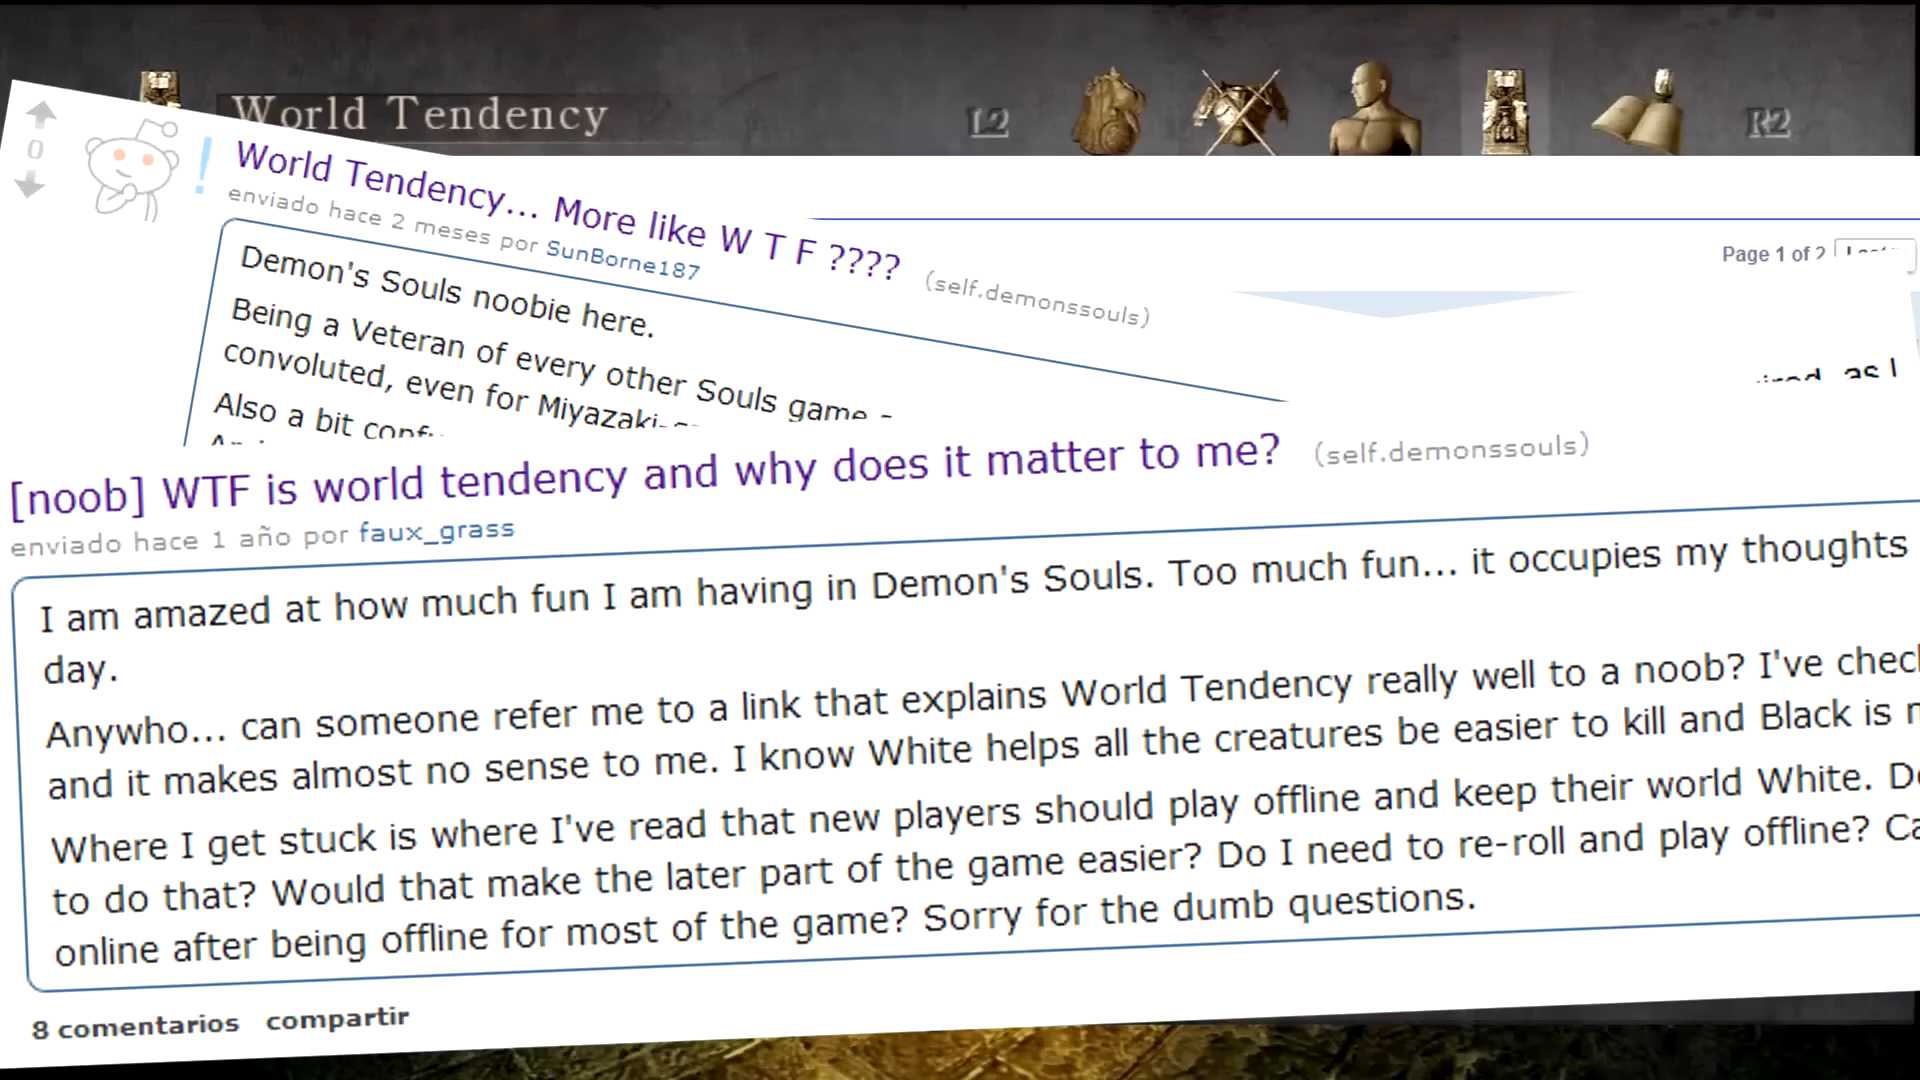 World Tendency
L2
R2
0
World Tendency... More like W T F ???? (self.demonssouls)
enviado hace 2 meses por SunBorne187
Page 1 of 2
Demon's Souls noobie here.
Being a Veteran of every other Souls game -
convoluted, even for Miyazaki-
Also a bit
as I
[noob] WTF is world tendency and why does it matter to me? (self.demonssouls)
enviado hace 1 año por faux_grass
I am amazed at how much fun I am having in Demon's Souls. Too much fun... it occupies my thoughts
day.
Anywho... can someone refer me to a link that explains World Tendency really well to a noob? I've
and it makes almost no sense to me. I know White helps all the creatures be easier to kill and Black is
Where I get stuck is where I've read that new players should play offline and keep their world White.
to do that? Would that make the later part of the game easier? Do I need to re-roll and play offline?
online after being offline for most of the game? Sorry for the dumb questions.
8 comentarios compartir